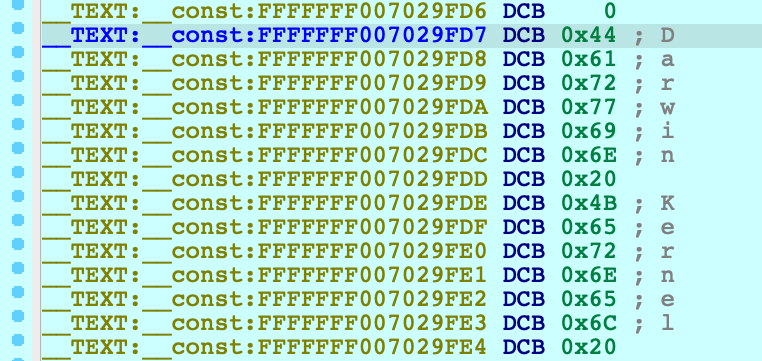 __TEXT:__const:FFFFFFF007029FD6 DCB 0
__TEXT:__const:FFFFFFF007029FD7 DCB 0x44 ; D
__TEXT:__const:FFFFFFF007029FD8 DCB 0x61 ; a
__TEXT:__const:FFFFFFF007029FD9 DCB 0x72 ; r
__TEXT:__const:FFFFFFF007029FDA DCB 0x77 ; w
__TEXT:__const:FFFFFFF007029FDB DCB 0x69 ; i
__TEXT:__const:FFFFFFF007029FDC DCB 0x6E ; n
__TEXT:__const:FFFFFFF007029FDD DCB 0x20
__TEXT:__const:FFFFFFF007029FDE DCB 0x4B ; K
__TEXT:__const:FFFFFFF007029FDF DCB 0x65 ; e
__TEXT:__const:FFFFFFF007029FE0 DCB 0x72 ; r
__TEXT:__const:FFFFFFF007029FE1 DCB 0x6E ; n
__TEXT:__const:FFFFFFF007029FE2 DCB 0x65 ; e
__TEXT:__const:FFFFFFF007029FE3 DCB 0x6C ; l
__TEXT:__const:FFFFFFF007029FE4 DCB 0x20